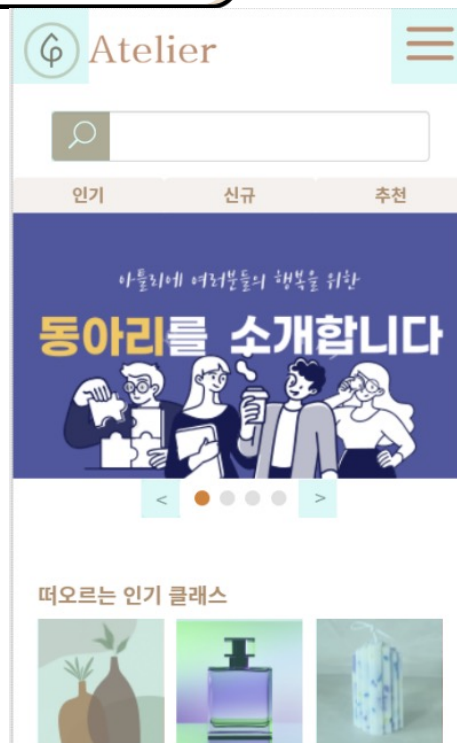 Atelier
인기 신규 추천
아틀리에 여러분들의 행복을 위한
동아리를 소개합니다
< >
떠오르는 인기 클래스